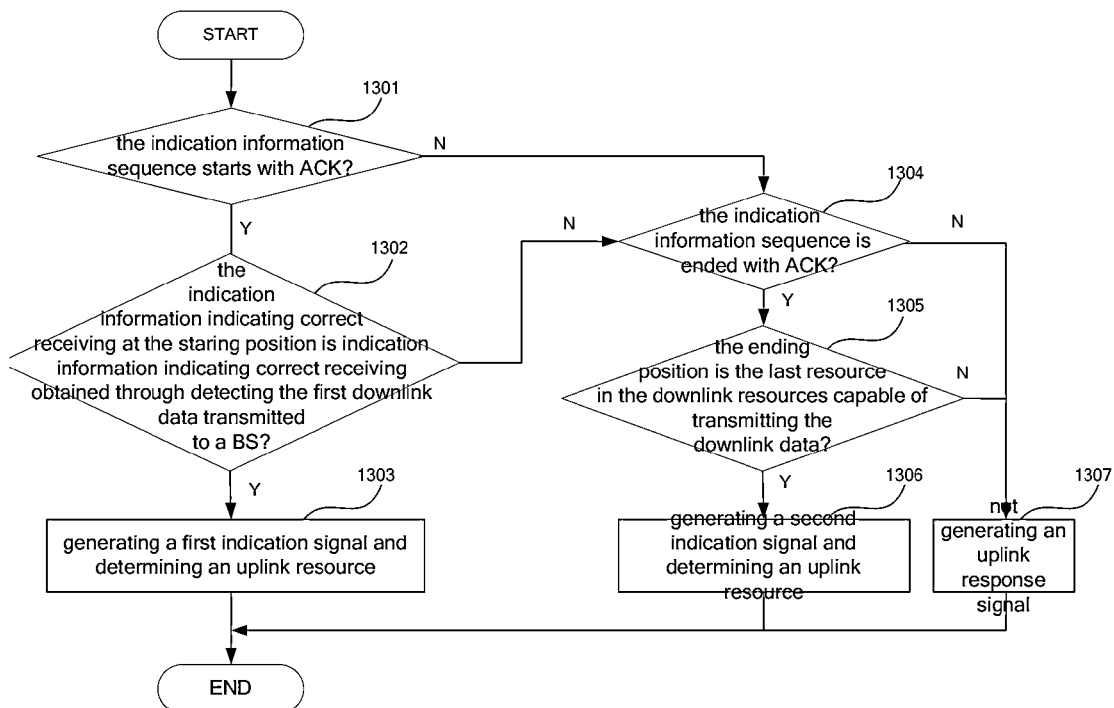 START
1301
the indication information
sequence starts with ACK?
N
Y
1302
the
indication
information indicating correct
receiving at the staring position is indication
information indicating correct receiving
obtained through detecting the first downlink
data transmitted
to a BS?
N
Y
1303
generating a first indication signal and
determining an uplink resource
1304
the indication
information sequence is
ended with ACK?
N
Y
1305
the ending
position is the last resource
in the downlink resources capable of
transmitting the
downlink data?
N
Y
1306
generating a second
indication signal and
determining an uplink
resource
1307
not
generating an
uplink
response
signal
END